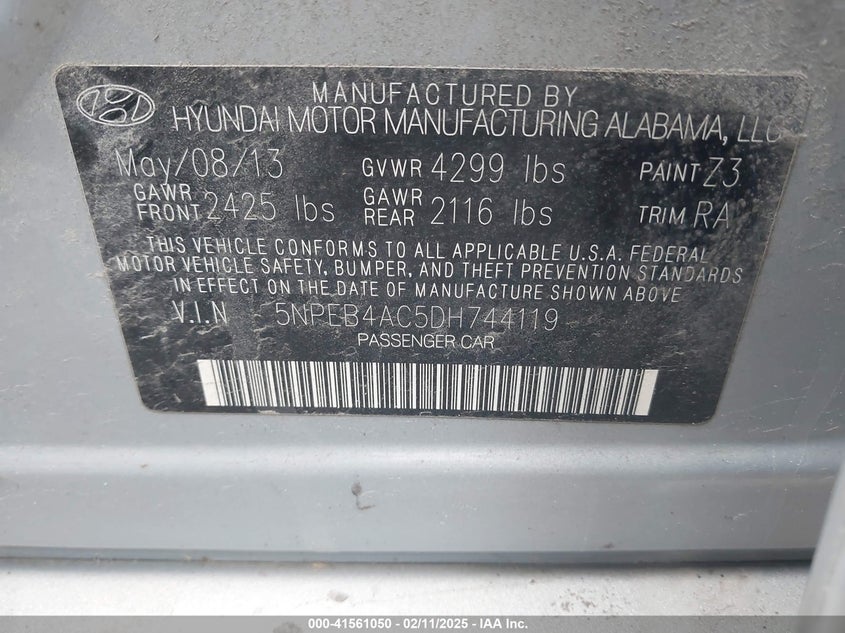 MANUFACTURED BY
HYUNDAI MOTOR MANUFACTURING ALABAMA, LLC
May/08/13 GVWR 4299 lbs PAINT Z3
GAWR FRONT 2425 lbs GAWR REAR 2116 lbs TRIM RA
THIS VEHICLE CONFORMS TO ALL APPLICABLE U.S.A. FEDERAL
MOTOR VEHICLE SAFETY, BUMPER, AND THEFT PREVENTION STANDARDS
IN EFFECT ON THE DATE OF MANUFACTURE SHOWN ABOVE
V.I.N 5NPEB4AC5DH744119
PASSENGER CAR
000-41561050 - 02/11/2025 - IAA Inc.